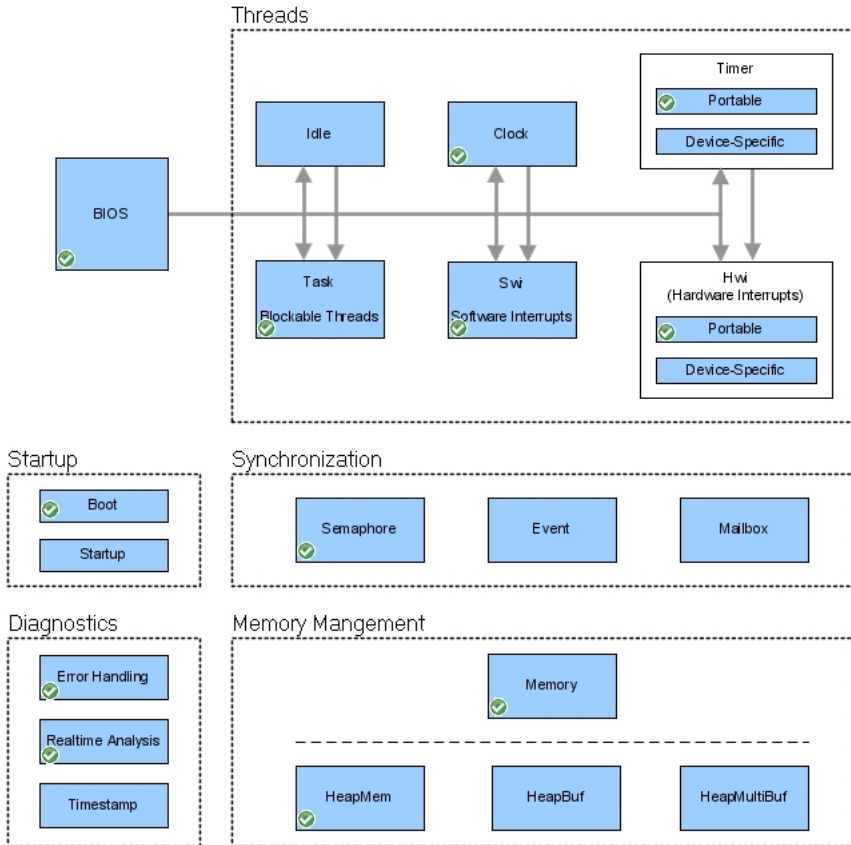 Threads
Timer
Portable
Device-Specific
Idle
Clock
BIOS
Task
Blockable Threads
Swi
Software Interrupts
Hwi
(Hardware Interrupts)
Portable
Device-Specific
Startup
Boot
Startup
Synchronization
Semaphore
Event
Mailbox
Diagnostics
Error Handling
Realtime Analysis
Timestamp
Memory Mangement
Memory
HeapMem
HeapBuf
HeapMultiBuf